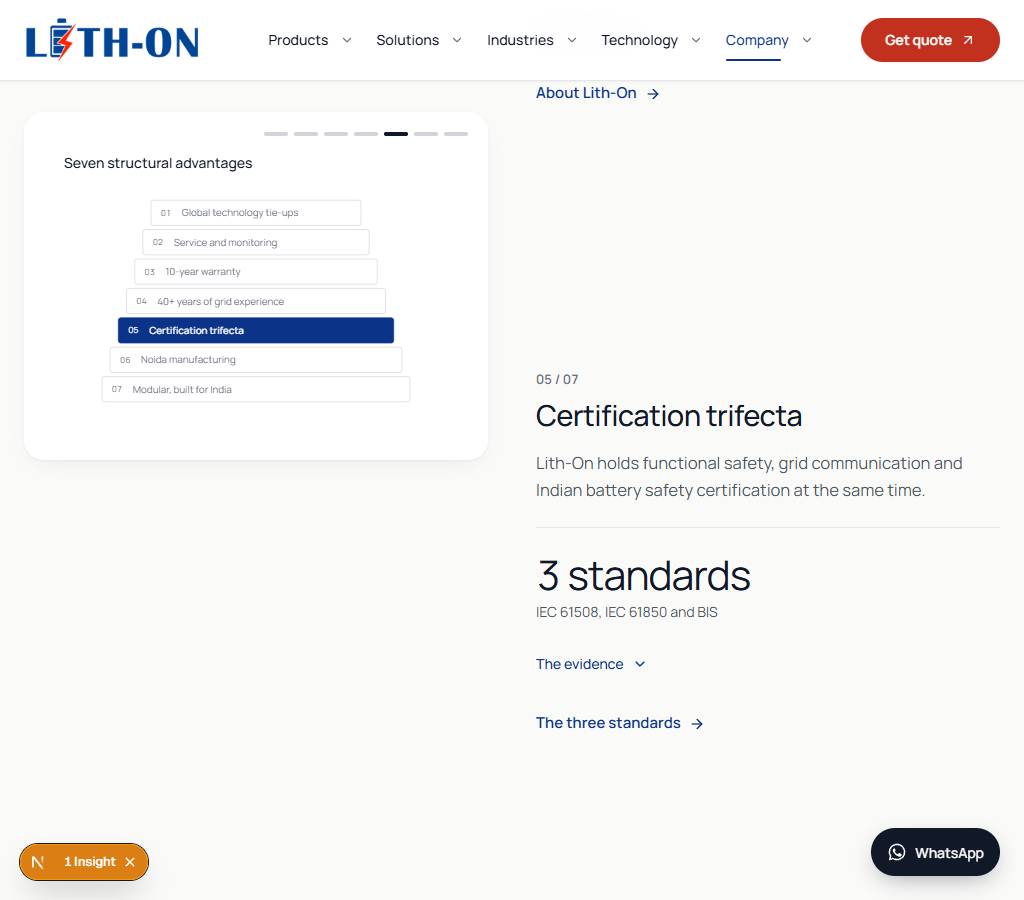 LITH-ON
Products
Solutions
Industries
Technology
Company
Get quote
About Lith-On
Seven structural advantages
01 Global technology tie-ups
02 Service and monitoring
03 10-year warranty
04 40+ years of grid experience
05 Certification trifecta
06 Noida manufacturing
07 Modular, built for India
05 / 07
Certification trifecta
Lith-On holds functional safety, grid communication and
Indian battery safety certification at the same time.
3 standards
IEC 61508, IEC 61850 and BIS
The evidence
The three standards
1 Insight
WhatsApp